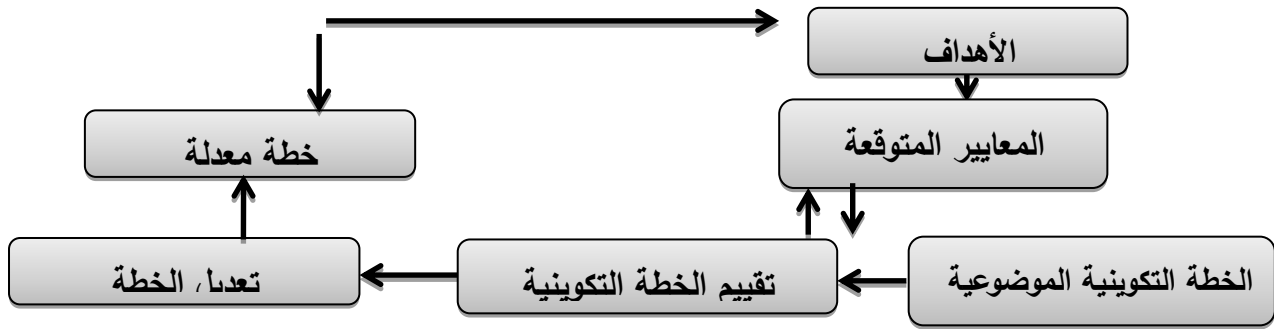 الأهداف
المعايير المتوقعة
خطة معدلة
الخطة التكوينية الموضوعية
تقييم الخطة التكوينية
تعديل الخطة